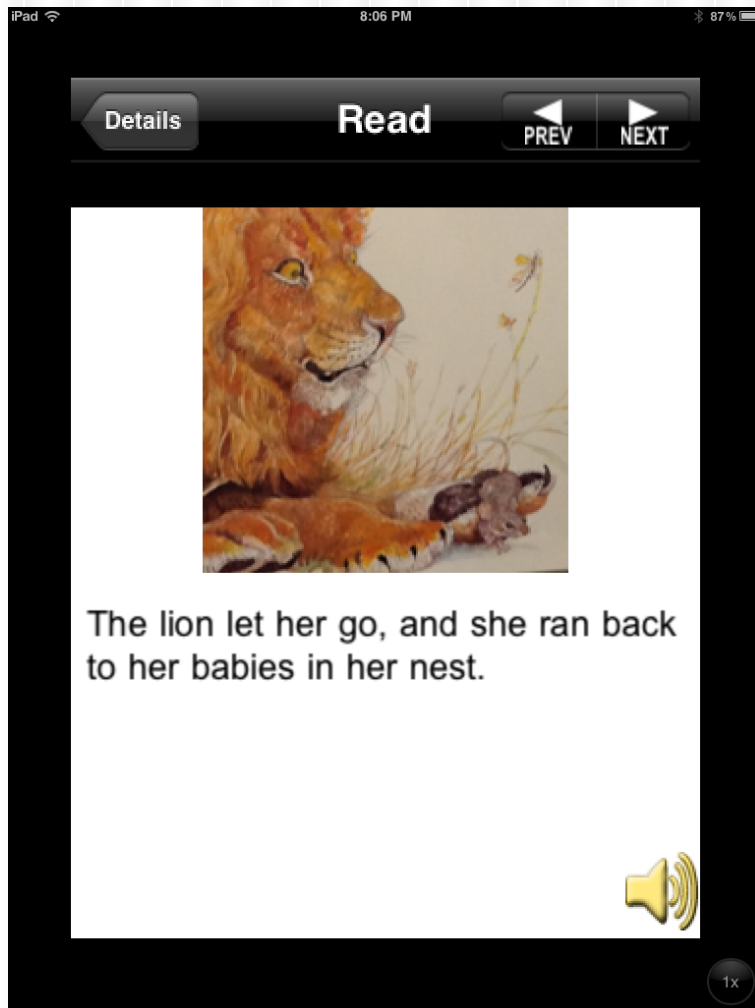 iPad 8:06 PM 87%
Details Read PREV NEXT
The lion let her go, and she ran back
to her babies in her nest.
1x